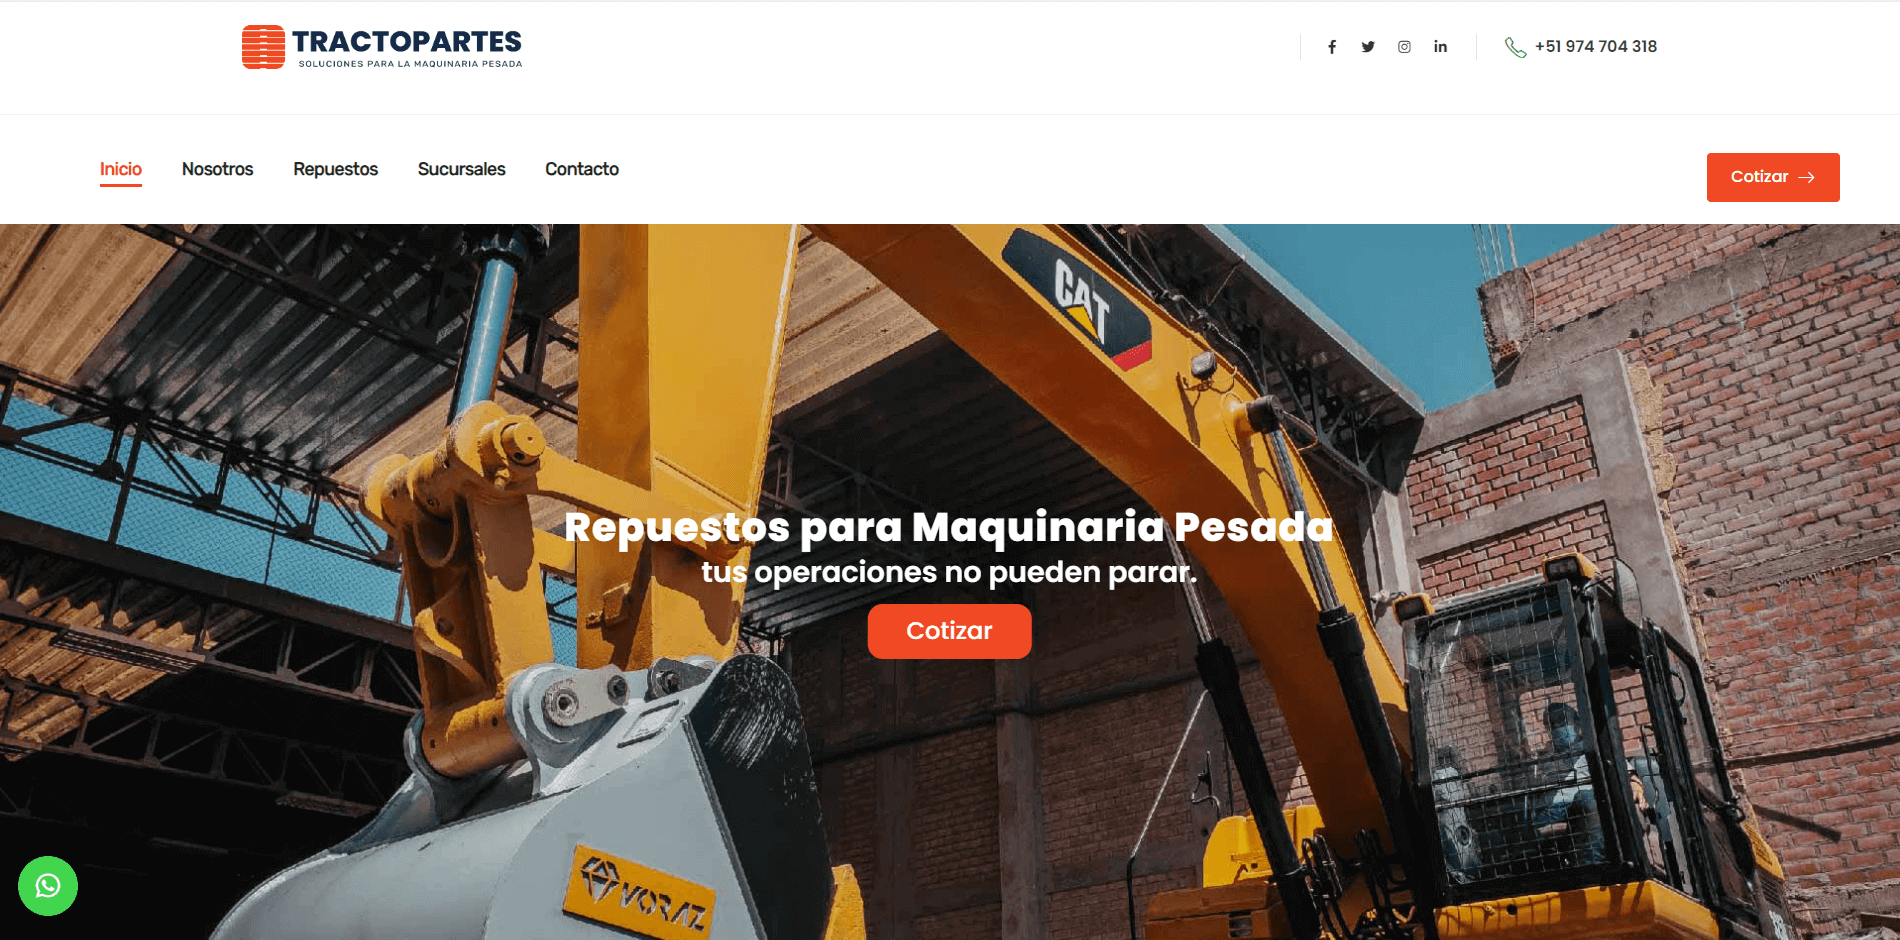 TRACTOPARTES
SOLUCIONES PARA LA MAQUINARIA PESADA
+51 974 704 318
Inicio
Nosotros
Repuestos
Sucursales
Contacto
Cotizar
CAT
Repuestos para Maquinaria Pesada
tus operaciones no pueden parar.
Cotizar
VORAZ